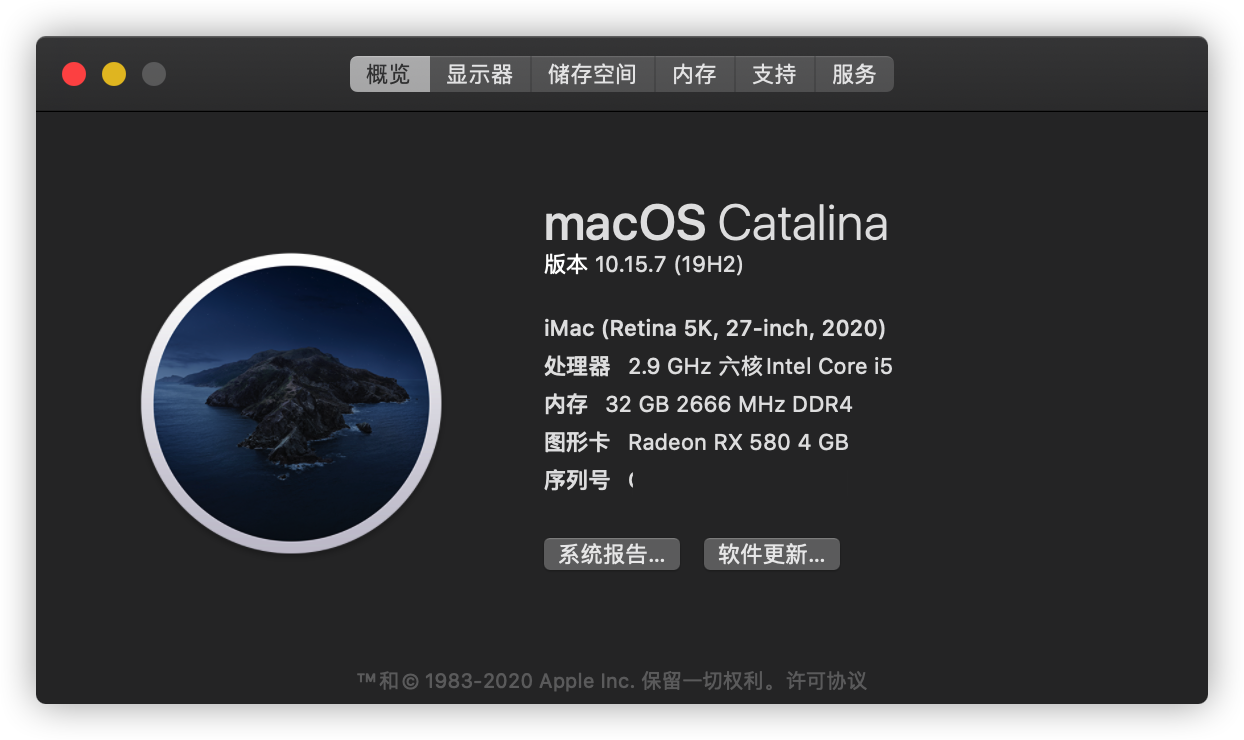 概览 显示器 储存空间 内存 支持 服务
macOS Catalina
版本 10.15.7 (19H2)
iMac (Retina 5K, 27-inch, 2020)
处理器 2.9 GHz 六核Intel Core i5
内存 32 GB 2666 MHz DDR4
图形卡 Radeon RX 580 4 GB
序列号
系统报告... 软件更新...
™和© 1983-2020 Apple Inc. 保留一切权利。许可协议